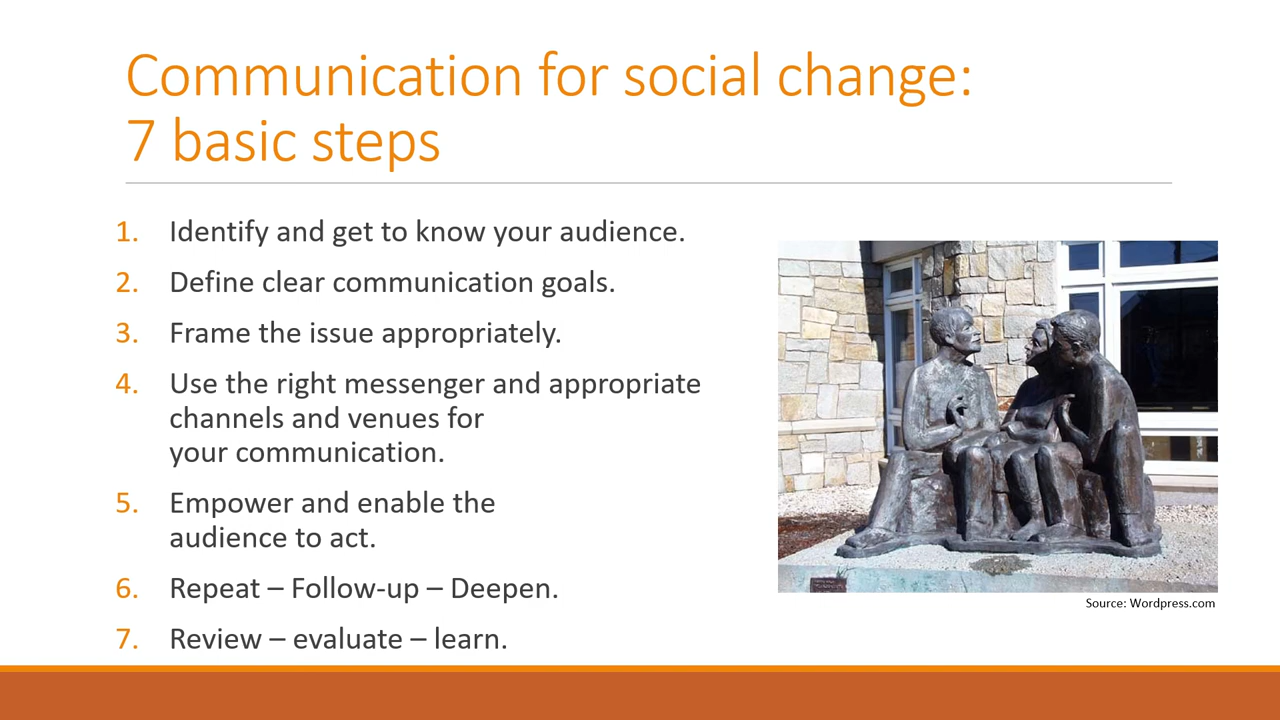 Communication for social change:
7 basic steps
1. Identify and get to know your audience.
2. Define clear communication goals.
3. Frame the issue appropriately.
4. Use the right messenger and appropriate
channels and venues for
your communication.
5. Empower and enable the
audience to act.
6. Repeat – Follow-up – Deepen.
7. Review – evaluate – learn.
Source: Wordpress.com